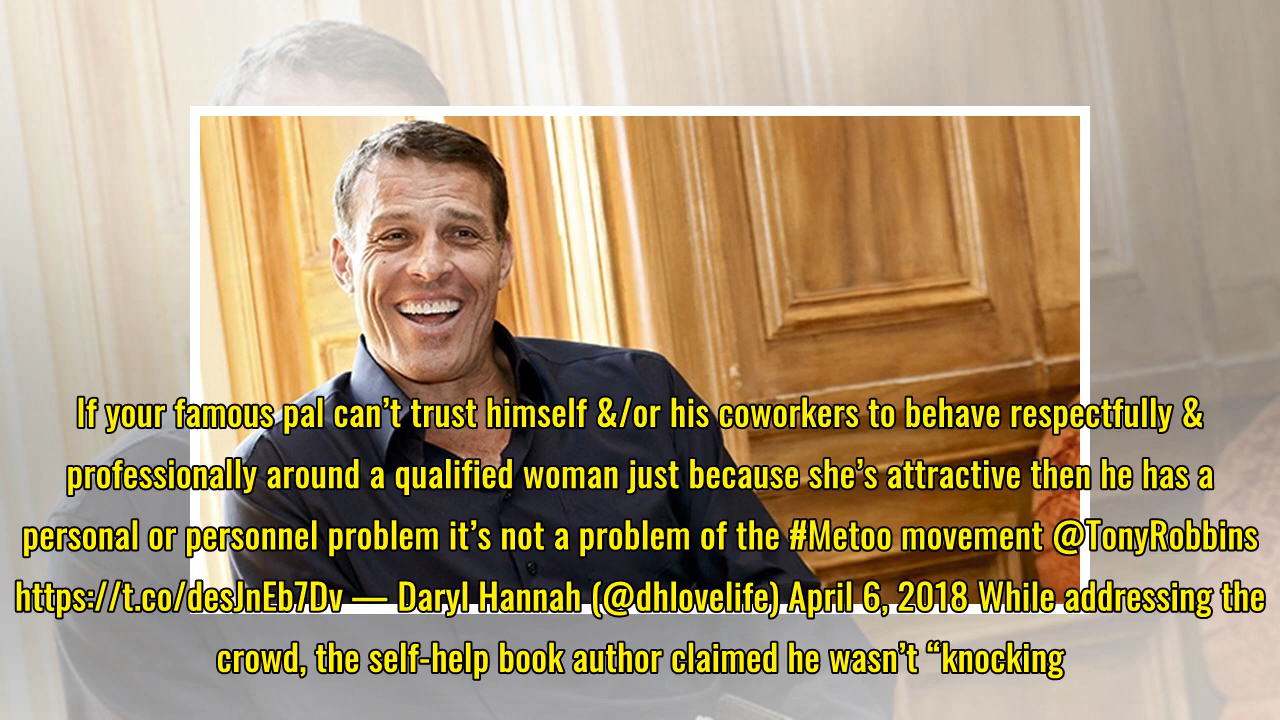 If your famous pal can’t trust himself &/or his coworkers to behave respectfully &
professionally around a qualified woman just because she’s attractive then he has a
personal or personnel problem it’s not a problem of the #Metoo movement @TonyRobbins
https://t.co/desJnEb7Dv — Daryl Hannah (@dhlovelife) April 6, 2018 While addressing the
crowd, the self-help book author claimed he wasn’t “knocking